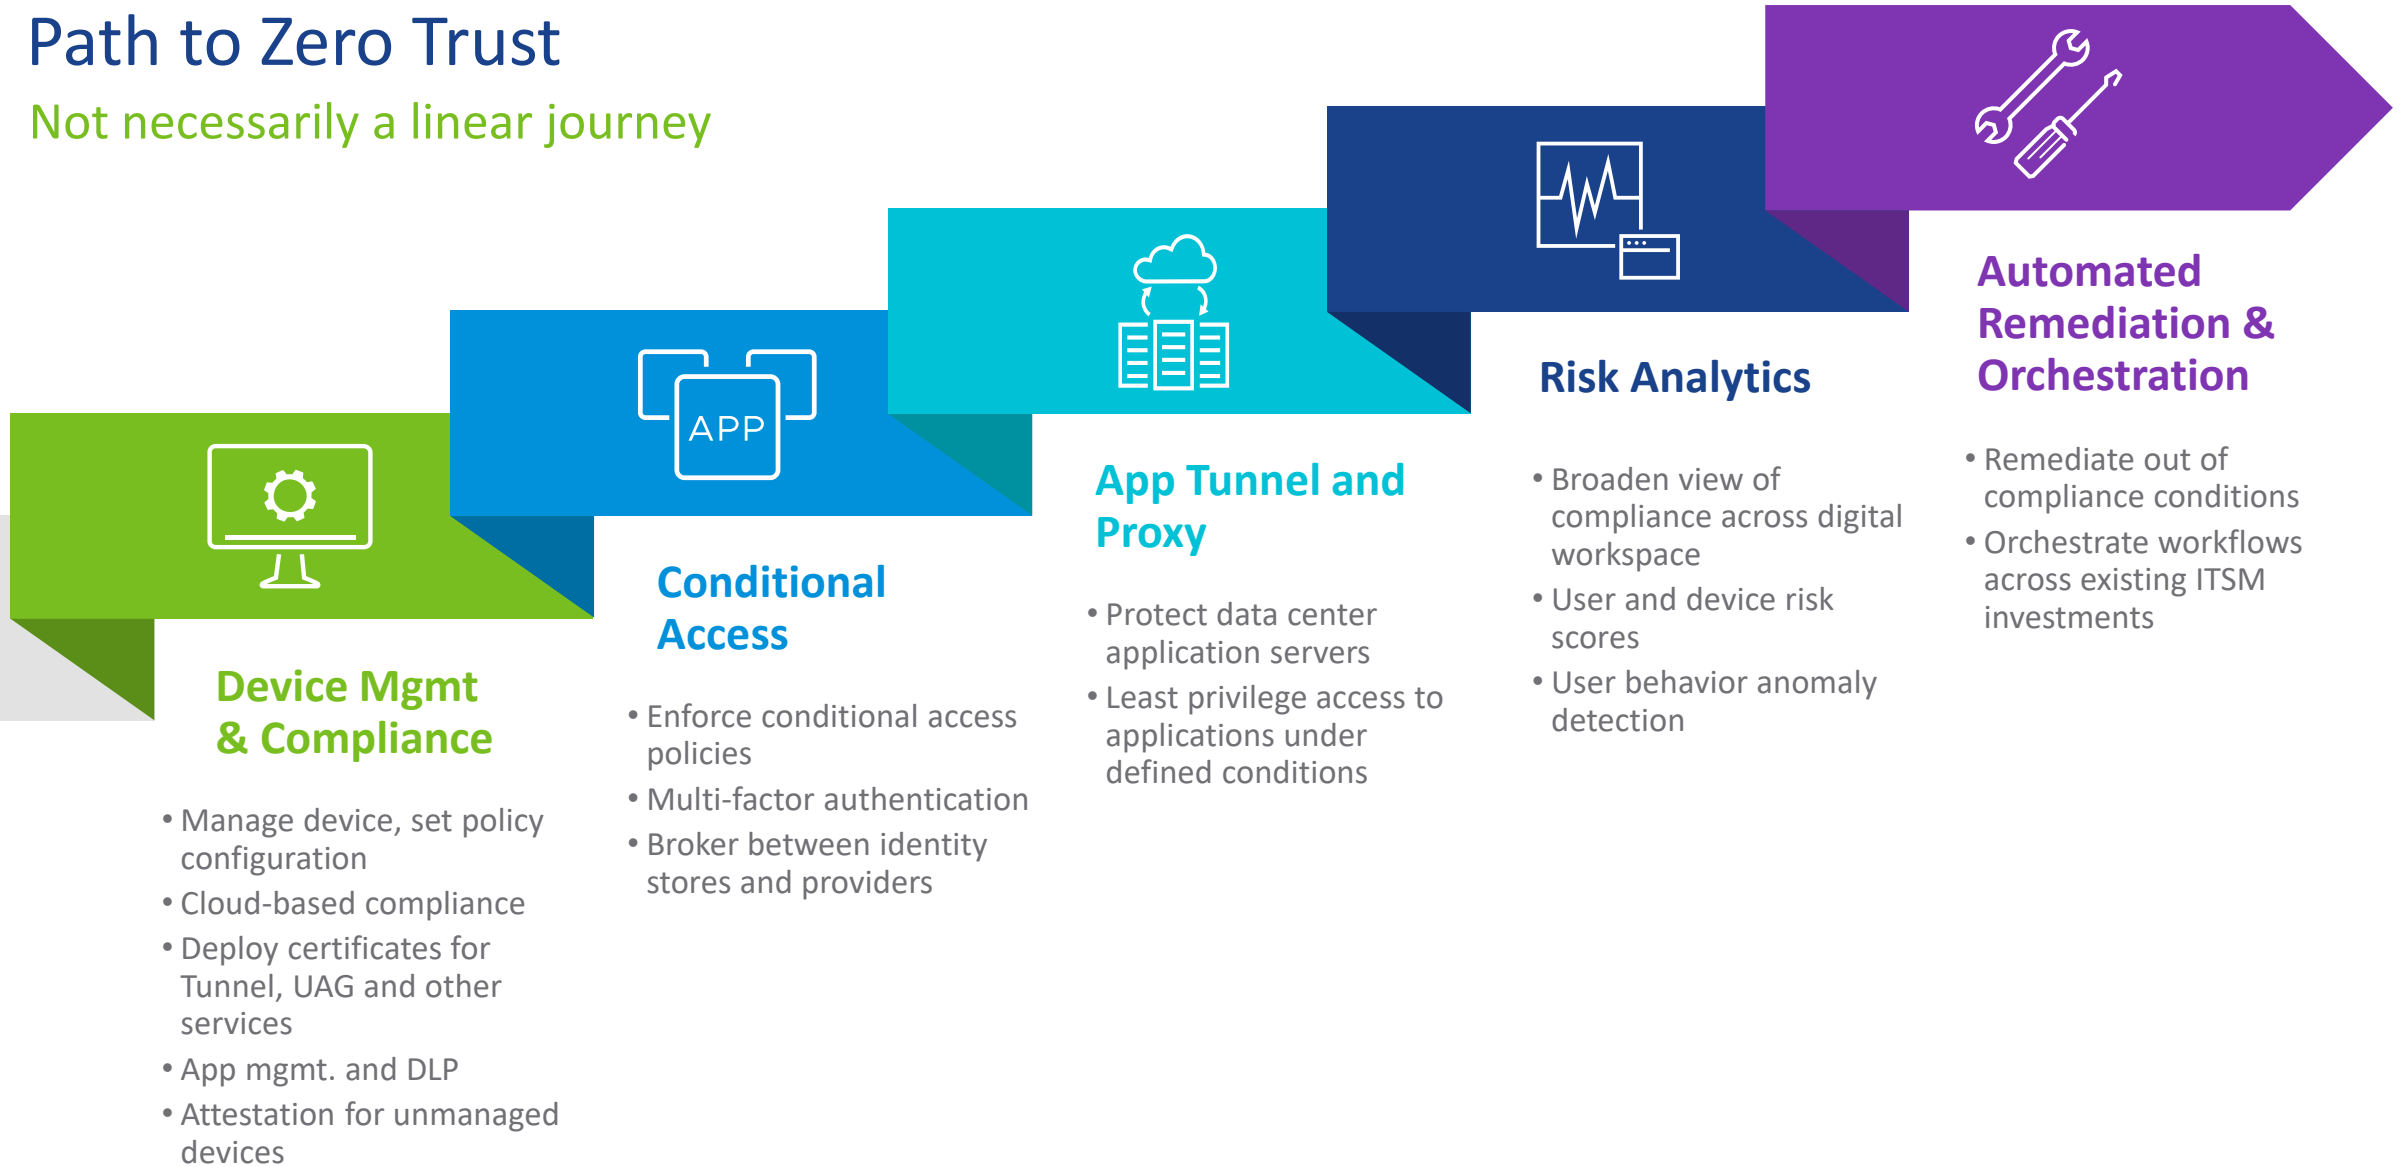 Path to Zero Trust
Not necessarily a linear journey
APP
Device Mgmt
& Compliance
• Manage device, set policy
configuration
• Cloud-based compliance
• Deploy certificates for
Tunnel, UAG and other
services
• App mgmt. and DLP
• Attestation for unmanaged
devices
Conditional
Access
• Enforce conditional access
policies
• Multi-factor authentication
• Broker between identity
stores and providers
App Tunnel and
Proxy
• Protect data center
application servers
• Least privilege access to
applications under
defined conditions
Risk Analytics
• Broaden view of
compliance across digital
workspace
• User and device risk
scores
• User behavior anomaly
detection
Automated
Remediation &
Orchestration
• Remediate out of
compliance conditions
• Orchestrate workflows
across existing ITSM
investments